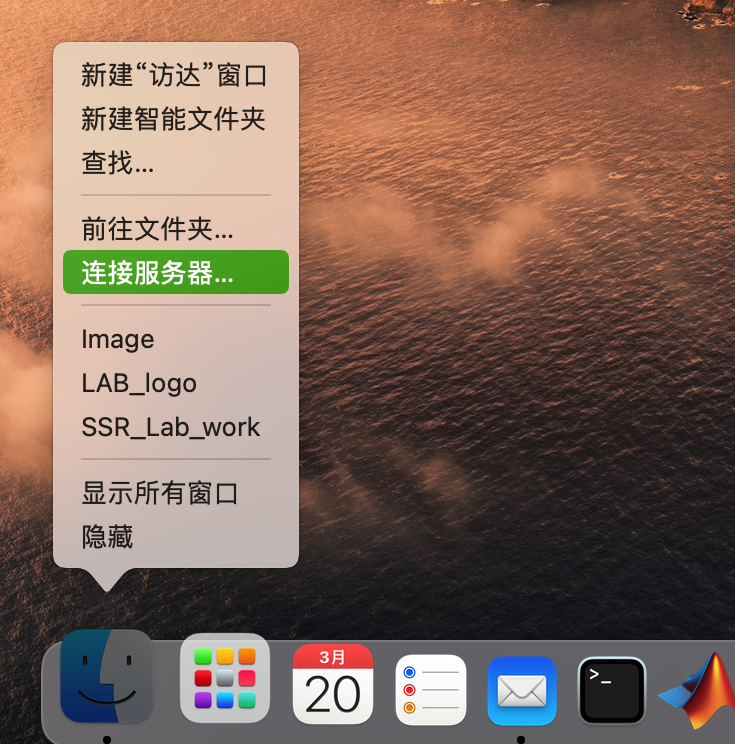 新建“访达”窗口
新建智能文件夹
查找...
前往文件夹...
连接服务器...
Image
LAB_logo
SSR_Lab_work
显示所有窗口
隐藏
3月
20
>_